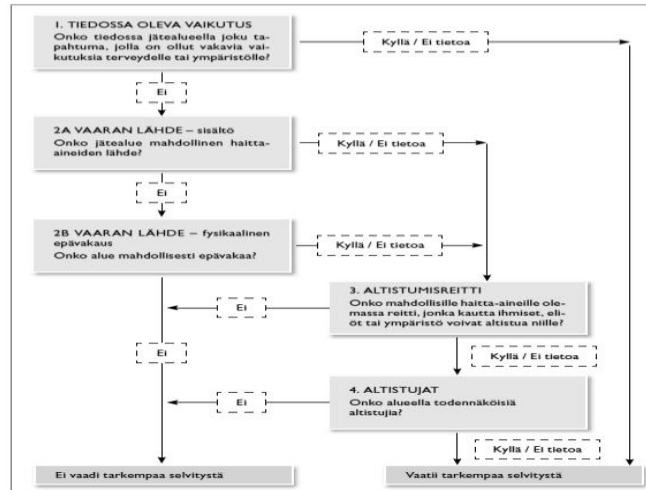 1. TIEDOSSA OLEVA VAIKUTUS
Onko tiedossa jätealueella joku ta-
pahtuma, jolla on ollut vakavia vai-
kutuksia terveydelle tai ympäristölle?
Kyllä / Ei tietoa
Ei
2A VAARAN LÄHDE – sisältö
Onko jätealue mahdollinen haitta-
aineiden lähde?
Kyllä / Ei tietoa
Ei
2B VAARAN LÄHDE – fysikaalinen
epävakaus
Onko alue mahdollisesti epävakaa?
Kyllä / Ei tietoa
3. ALTISTUMISREITTI
Onko mahdollisille haitta-aineille ole-
massa reitti, jonka kautta ihmiset, eli-
öt tai ympäristö voivat altistua niille?
Ei
Kyllä / Ei tietoa
Ei
4. ALTISTUJAT
Onko alueella todennäköisiä
altistujia?
Ei
Kyllä / Ei tietoa
Ei vaadi tarkempaa selvitystä
Vaatii tarkempaa selvitystä